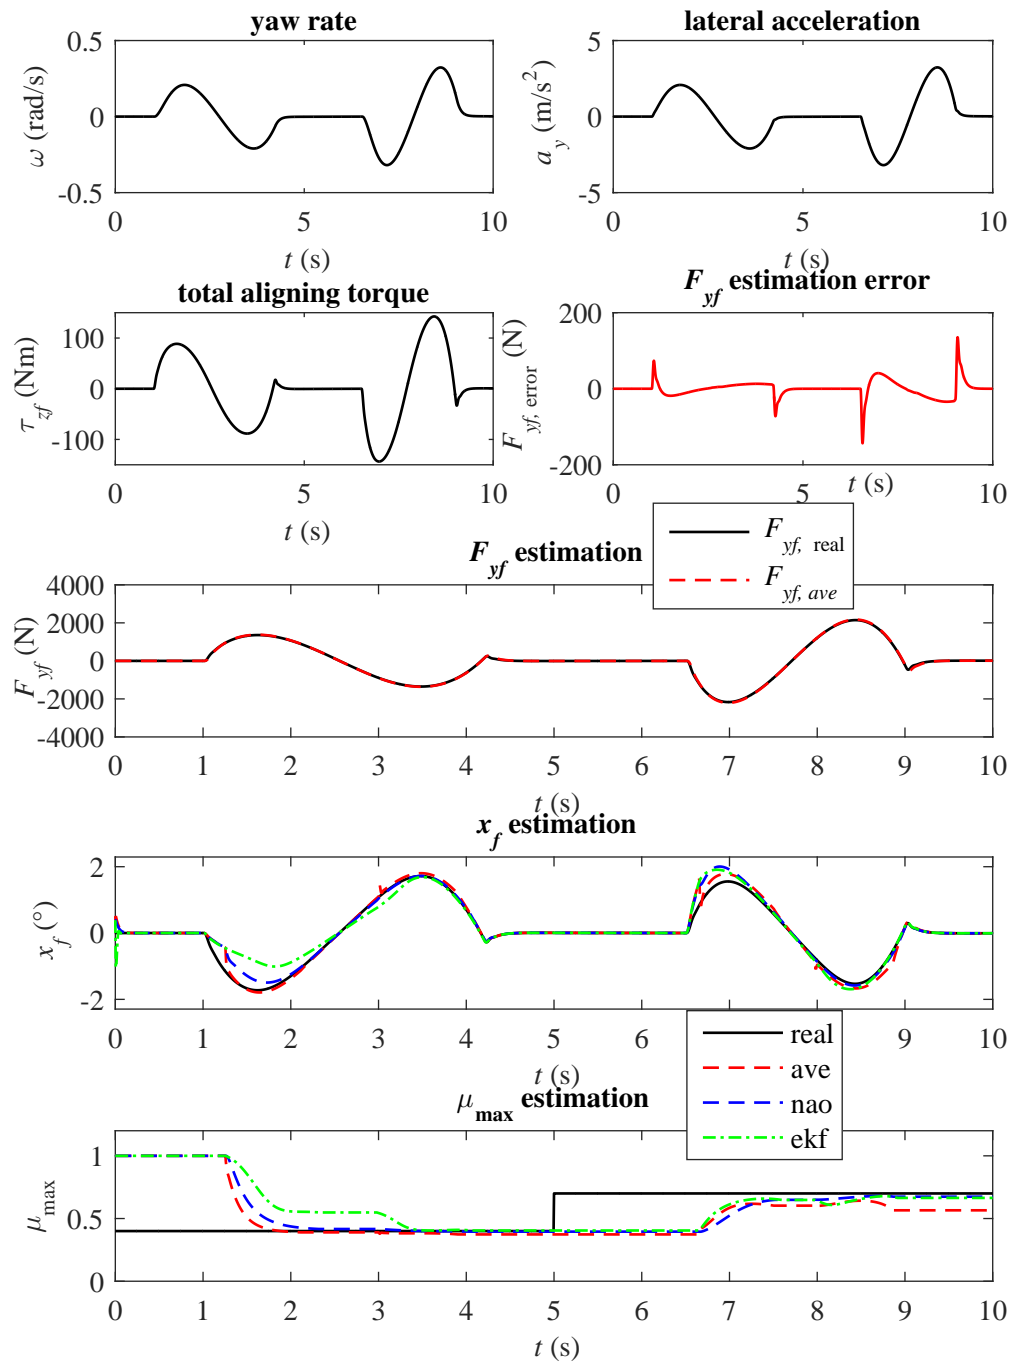 yaw rate
lateral acceleration
0.5
0
-0.5
ω (rad/s)
0 5 10
t (s)
5
0
-5
a_y (m/s²)
0 5 10
t (s)
total aligning torque
F_yf estimation error
100
0
-100
τ_zf (Nm)
0 5 10
t (s)
200
0
-200
F_yf, error (N)
0 5 10
t (s)
F_yf estimation
F_yf, real
F_yf, ave
4000
2000
0
-2000
-4000
F_yf (N)
0 1 2 3 4 5 6 7 8 9 10
t (s)
x_f estimation
2
0
-2
x_f (°)
0 1 2 3 4 5 6 7 8 9 10
t (s)
real
ave
nao
ekf
μ_max estimation
1
0.5
0
μ_max
0 1 2 3 4 5 6 7 8 9 10
t (s)